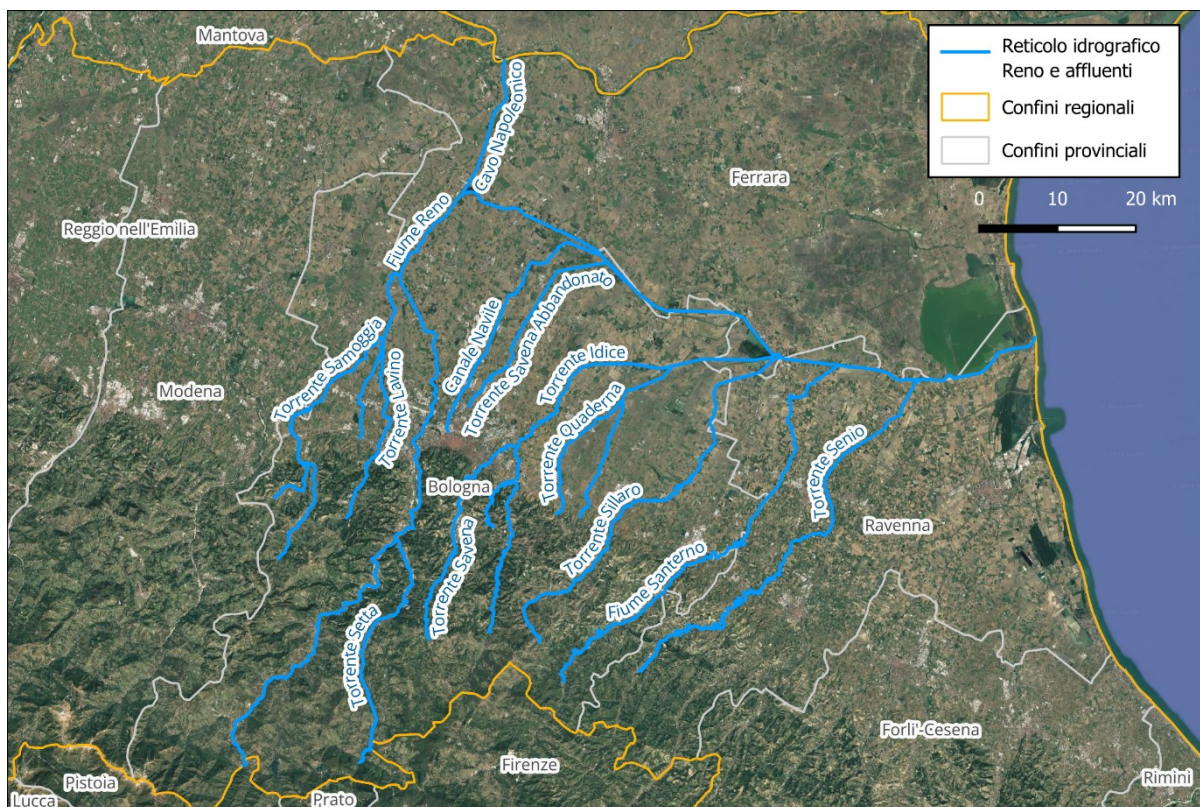 Mantova
Reticolo idrografico
Reno e affluenti
Confini regionali
Confini provinciali
0 10 20 km
Cavo Napoleonico
Ferrara
Reggio nell'Emilia
Fiume Reno
Canale Navile
Torrente Savena Abbandonato
Torrente Samoggia
Torrente Lavino
Torrente Idice
Modena
Torrente Quaderna
Torrente Senio
Bologna
Torrente Sillaro
Ravenna
Torrente Savena
Fiume Santerno
Torrente Setta
Forli'-Cesena
Firenze
Pistoia
Rimini
Lucca
Prato